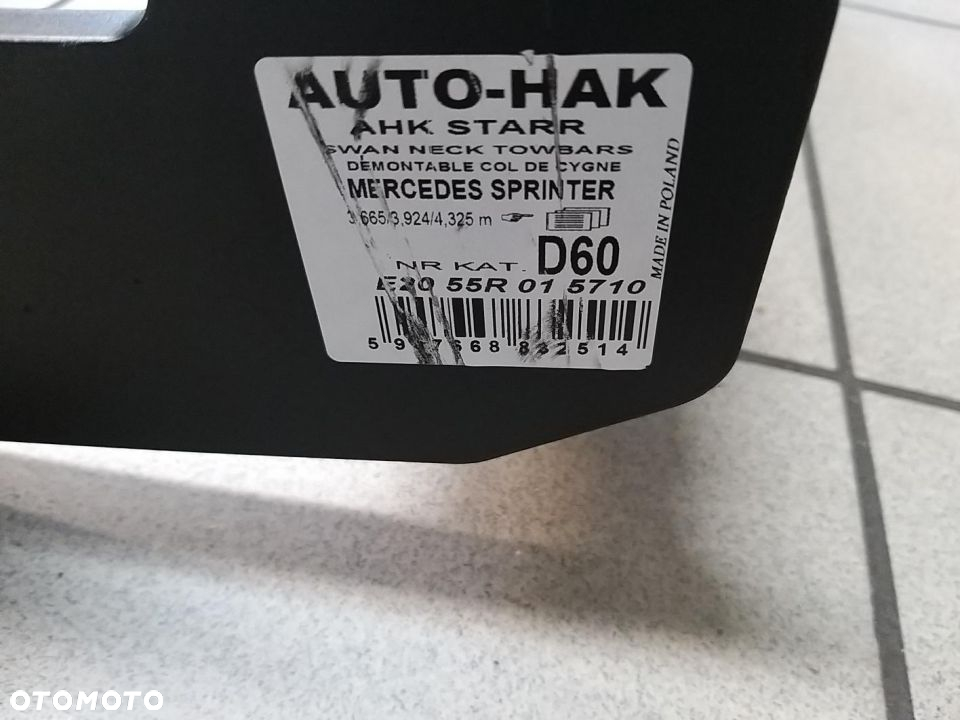 AUTO-HAK
AHK STARR
SWAN NECK TOWBARS
DEMONTABLE COL DE CYGNE
MERCEDES SPRINTER
3,665/3,924/4,325 m
NR KAT. D60
E20 55R 01 5710
5907668832514
MADE IN POLAND
OTOMOTO